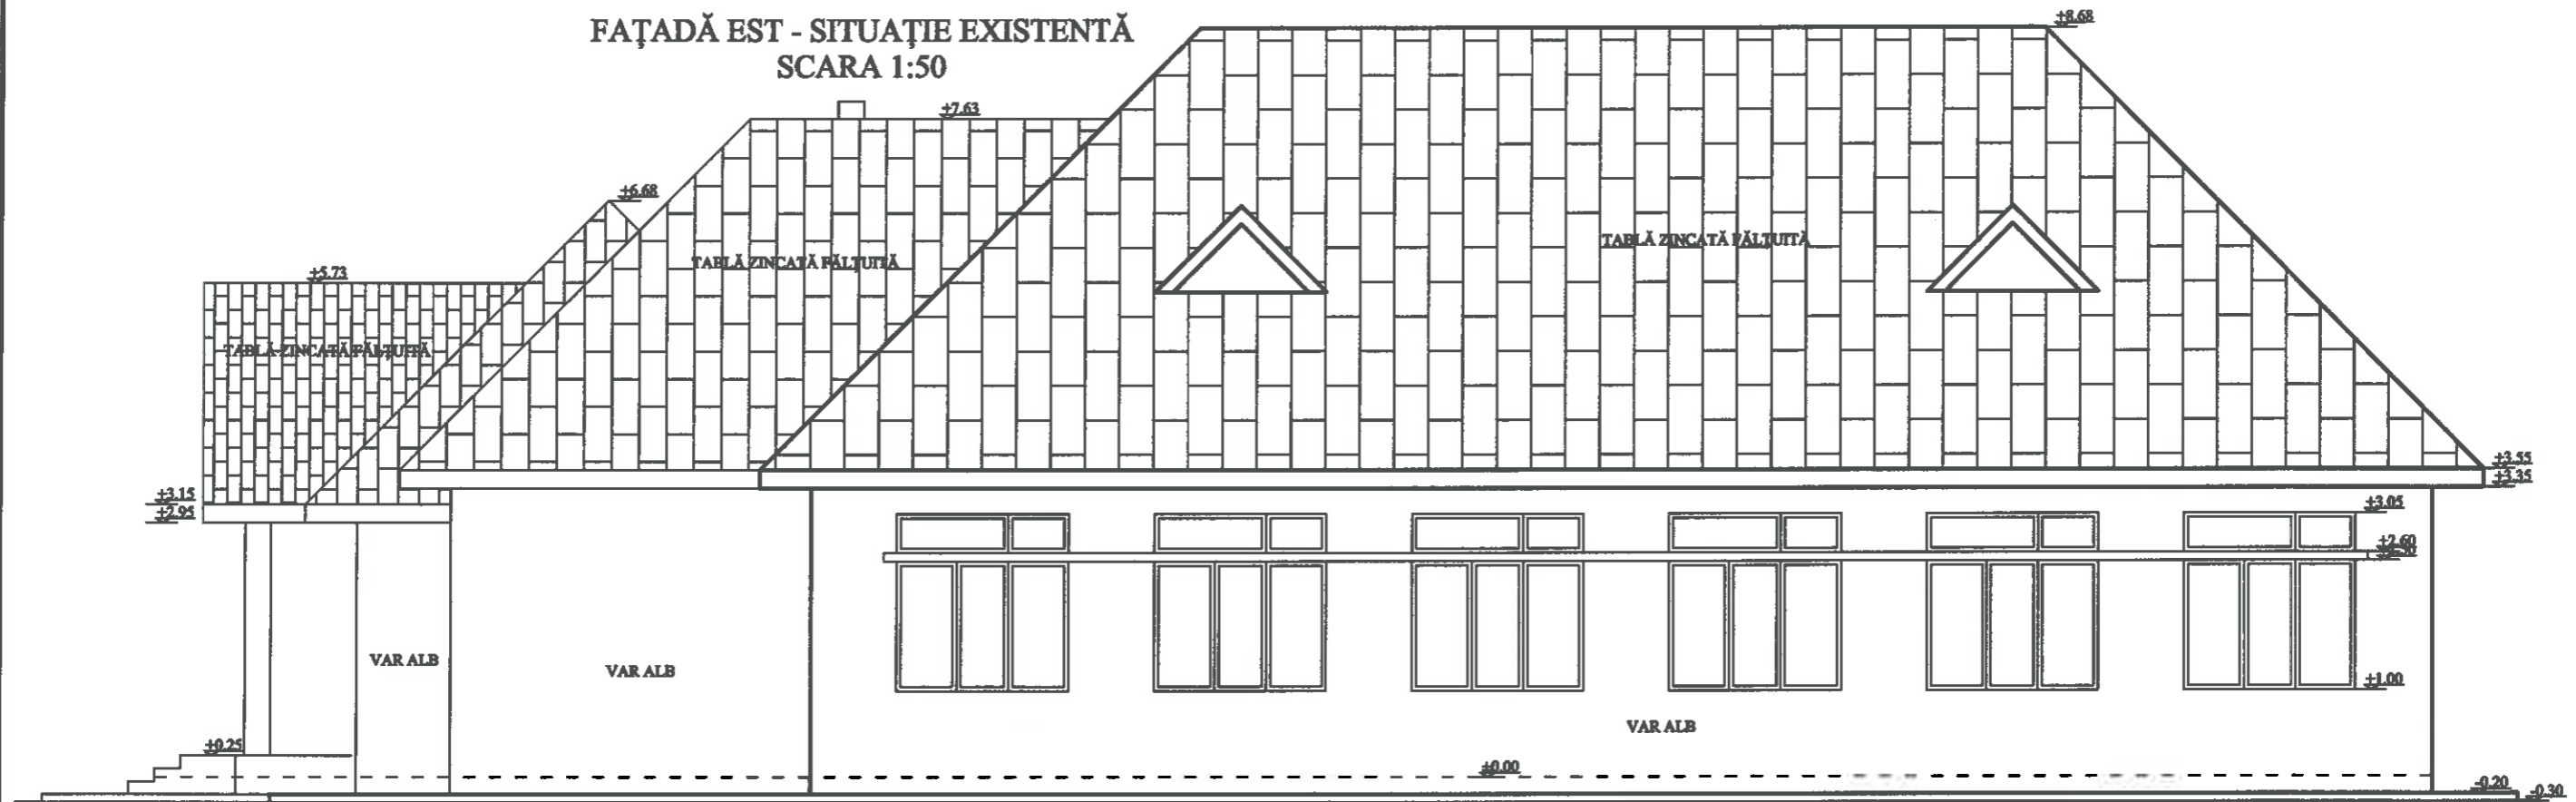 FAȚADĂ EST - SITUAȚIE EXISTENTĂ
SCARA 1:50
±8.68
±7.63
±6.68
±5.73
TABLĂ ZINCATĂ FĂLȚUITĂ
TABLĂ ZINCATĂ FĂLȚUITĂ
TABLĂ ZINCATĂ FĂLȚUITĂ
±3.55
±3.35
±3.15
±2.95
±3.05
±2.60
±1.00
VAR ALB
VAR ALB
VAR ALB
±0.25
±0.00
-0.20
-0.30